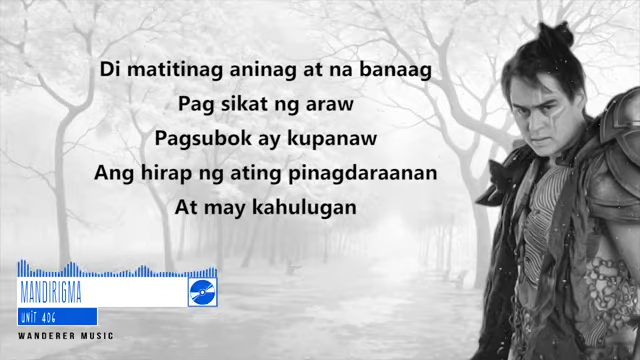 Di matitinag aninag at na banaag
Pag sikat ng araw
Pagsubok ay kupanaw
Ang hirap ng ating pinagdaraanan
At may kahulugan
MANDIRIGMA
UNIT 406
WANDERER MUSIC